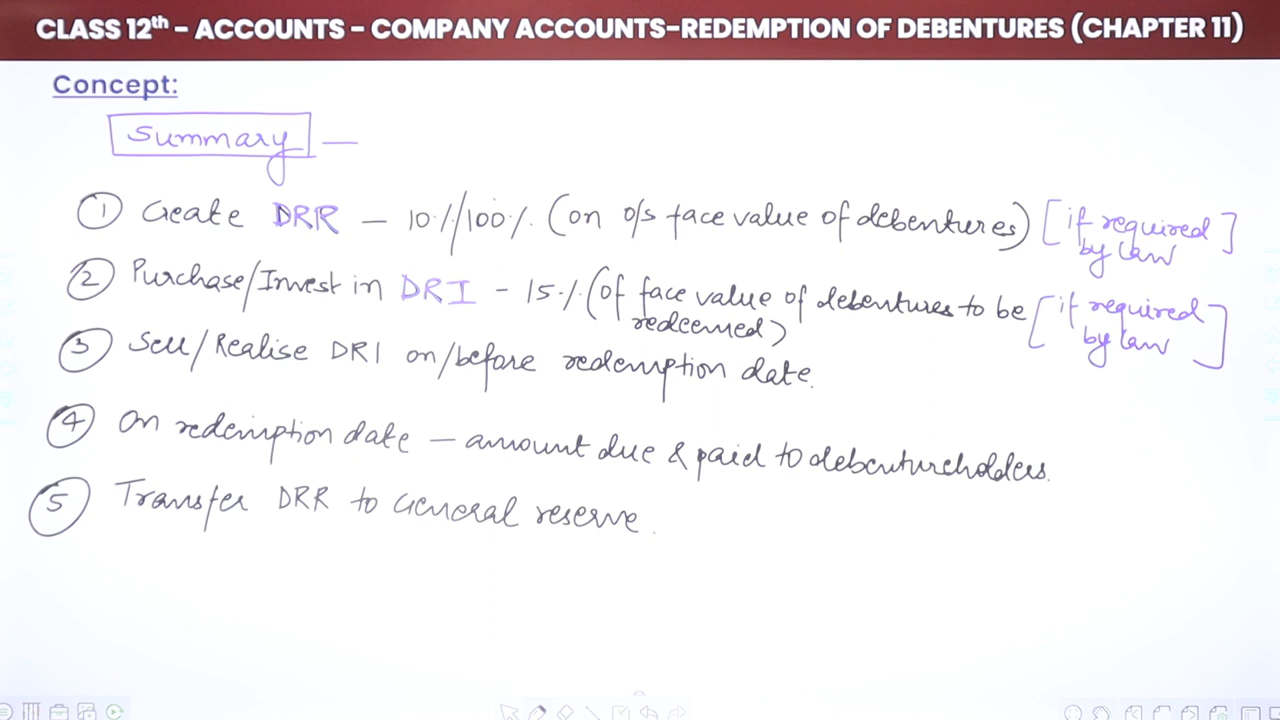 CLASS 12th - ACCOUNTS - COMPANY ACCOUNTS-REDEMPTION OF DEBENTURES (CHAPTER 11)
Concept:
Summary —
① Create DRR — 10%/100% (on o/s face value of debentures) [if required by law]
② Purchase/Invest in DRI - 15% (of face value of debentures to be redeemed) [if required by law]
③ Sell/Realise DRI on/before redemption date.
④ On redemption date — amount due & paid to debentureholders.
⑤ Transfer DRR to General reserve.